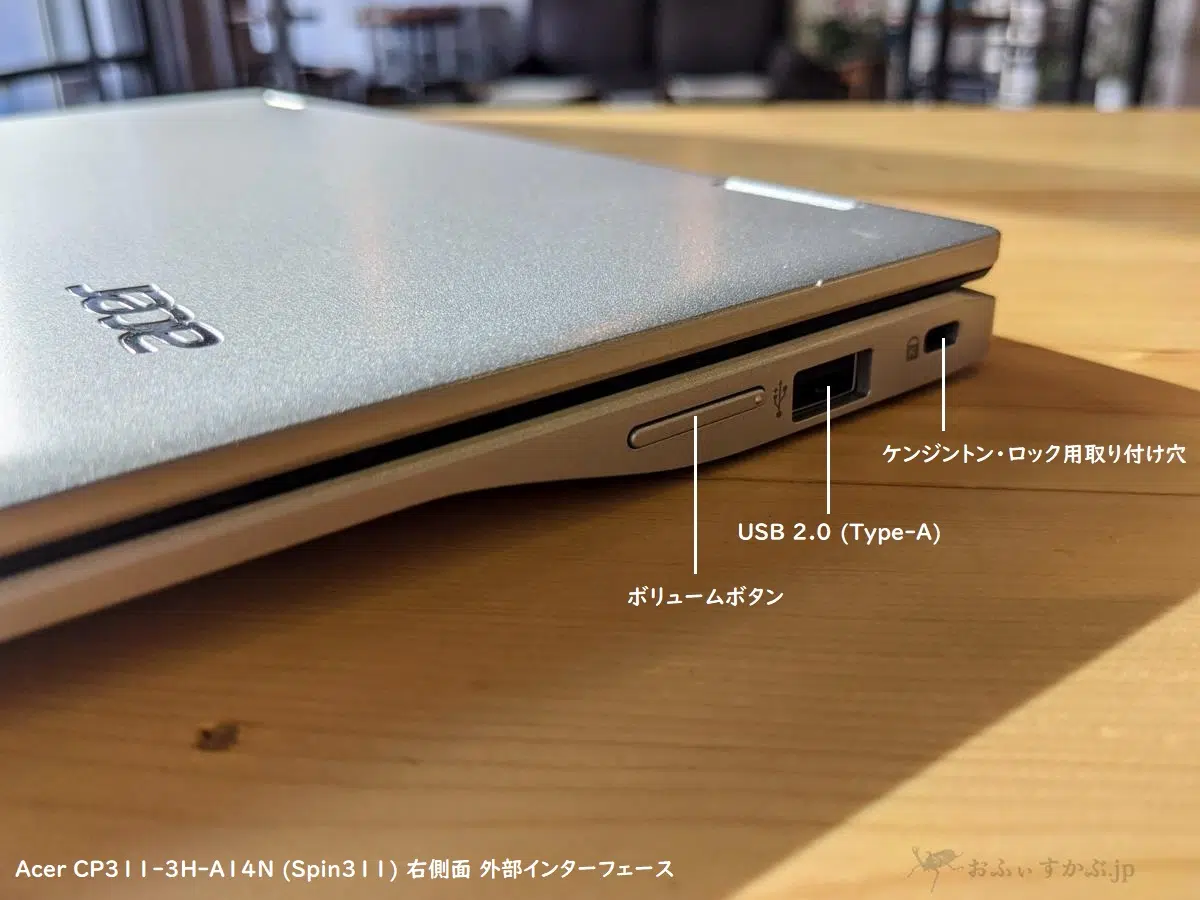 acer
ケンジントン・ロック用取り付け穴
USB 2.0 (Type-A)
ボリュームボタン
Acer CP311-3H-A14N (Spin311) 右側面 外部インターフェース
おふぃすかぶ.jp